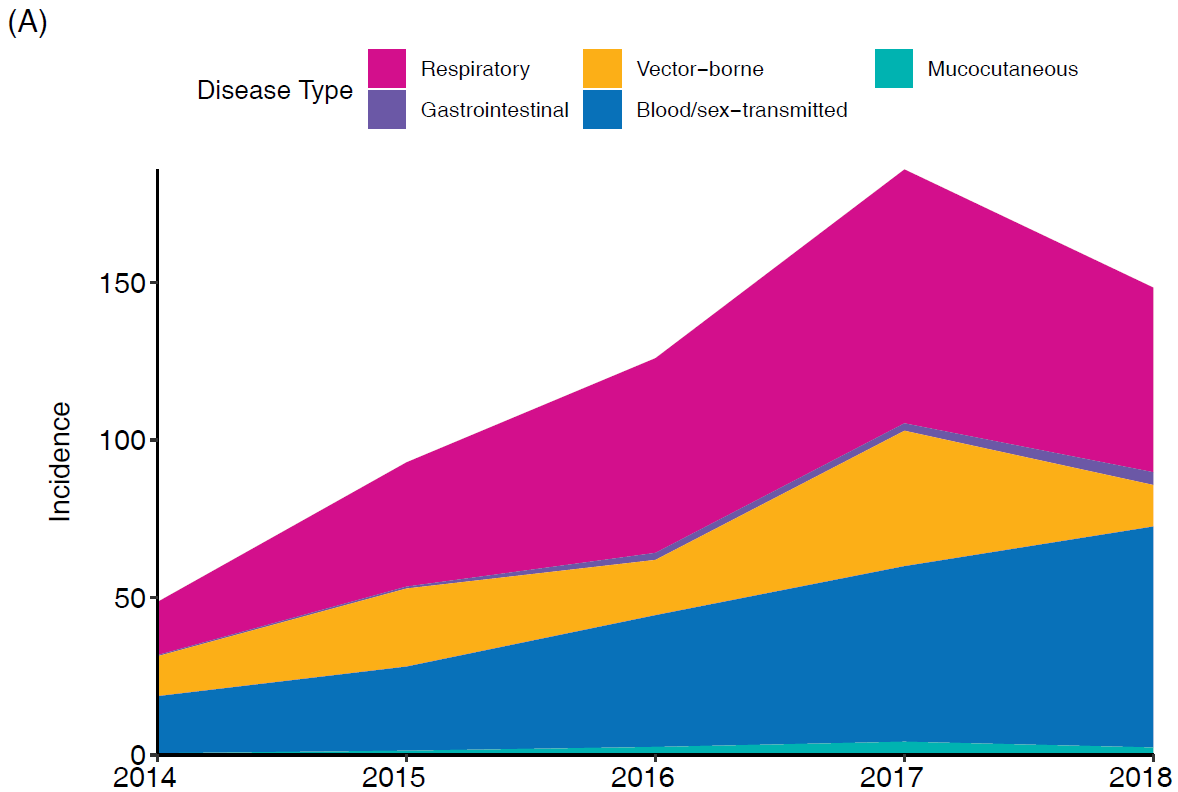 (A)
Disease Type
Respiratory
Vector-borne
Mucocutaneous
Gastrointestinal
Blood/sex-transmitted
150
100
50
0
Incidence
2014
2015
2016
2017
2018